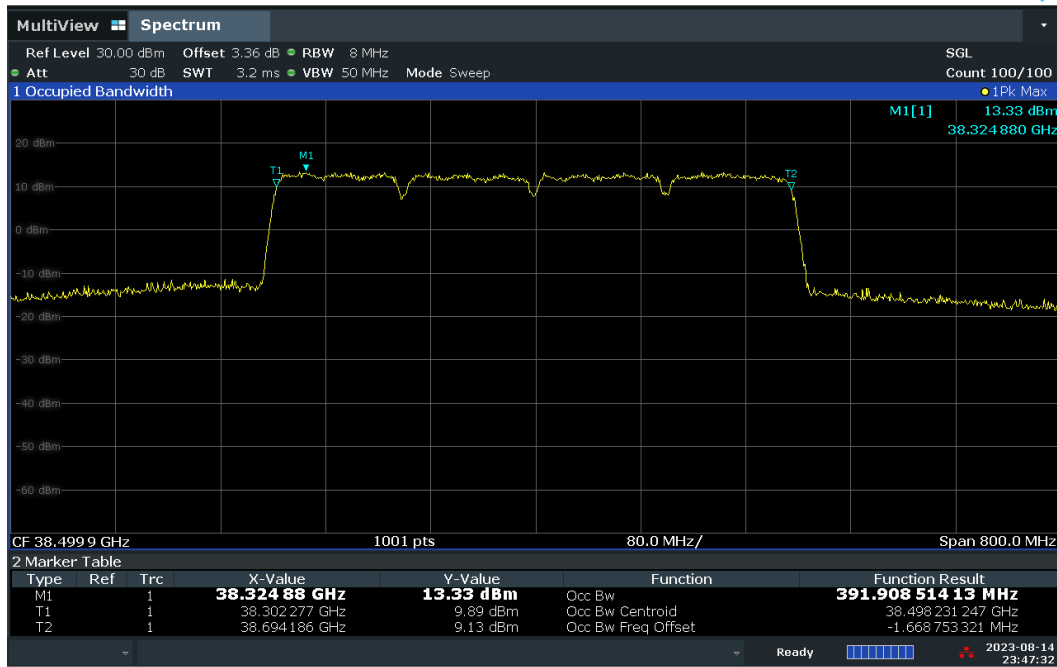 MultiView Spectrum
Ref Level 30.00 dBm Offset 3.36 dB RBW 8 MHz SGL
Att 30 dB SWT 3.2 ms VBW 50 MHz Mode Sweep Count 100/100
1 Occupied Bandwidth 1Pk Max
M1[1] 13.33 dBm
38.324 880 GHz
20 dBm
M1
T1 T2
10 dBm
0 dBm
-10 dBm
-20 dBm
-30 dBm
-40 dBm
-50 dBm
-60 dBm
CF 38.499 9 GHz 1001 pts 80.0 MHz/ Span 800.0 MHz
2 Marker Table
Type Ref Trc X-Value Y-Value Function Function Result
M1 1 38.324 88 GHz 13.33 dBm Occ Bw 391.908 514 13 MHz
T1 1 38.302 277 GHz 9.89 dBm Occ Bw Centroid 38.498 231 247 GHz
T2 1 38.694 186 GHz 9.13 dBm Occ Bw Freq Offset -1.668 753 321 MHz
Ready 2023-08-14
23:47:32